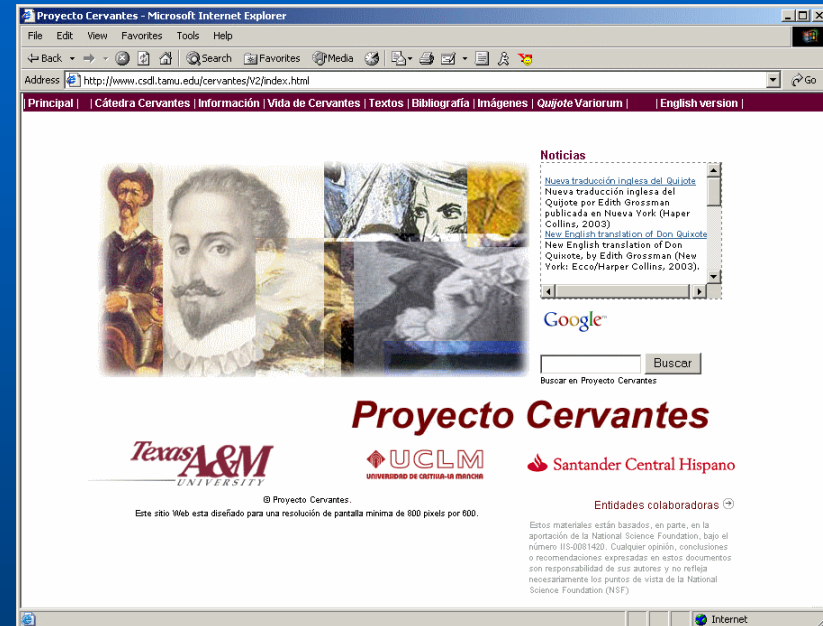 Proyecto Cervantes - Microsoft Internet Explorer
File Edit View Favorites Tools Help
Back Search Favorites Media
Address http://www.csdl.tamu.edu/cervantes/V2/index.html Go
| Principal | | Cátedra Cervantes | Información | Vida de Cervantes | Textos | Bibliografía | Imágenes | Quijote Variorum | | English version |
Noticias
Nueva traducción inglesa del Quijote
Nueva traducción inglesa del
Quijote por Edith Grossman
publicada en Nueva York (Haper
Collins, 2003)
New English translation of Don Quixote
New English translation of Don
Quixote, by Edith Grossman (New
York: Ecco/Harper Collins, 2003).
Google™
Buscar
Buscar en Proyecto Cervantes
Proyecto Cervantes
Texas A&M
UNIVERSITY
UCLM
UNIVERSIDAD DE CASTILLA-LA MANCHA
Santander Central Hispano
© Proyecto Cervantes.
Este sitio Web esta diseñado para una resolución de pantalla minima de 800 pixels por 600.
Entidades colaboradoras
Estos materiales están basados, en parte, en la
aportación de la National Science Foundation, bajo el
número IIS-0081420. Cualquier opinión, conclusiones
o recomendaciones expresadas en estos documentos
son responsabilidad de sus autores y no refleja
necesariamente los puntos de vista de la National
Science Foundation (NSF)
Internet